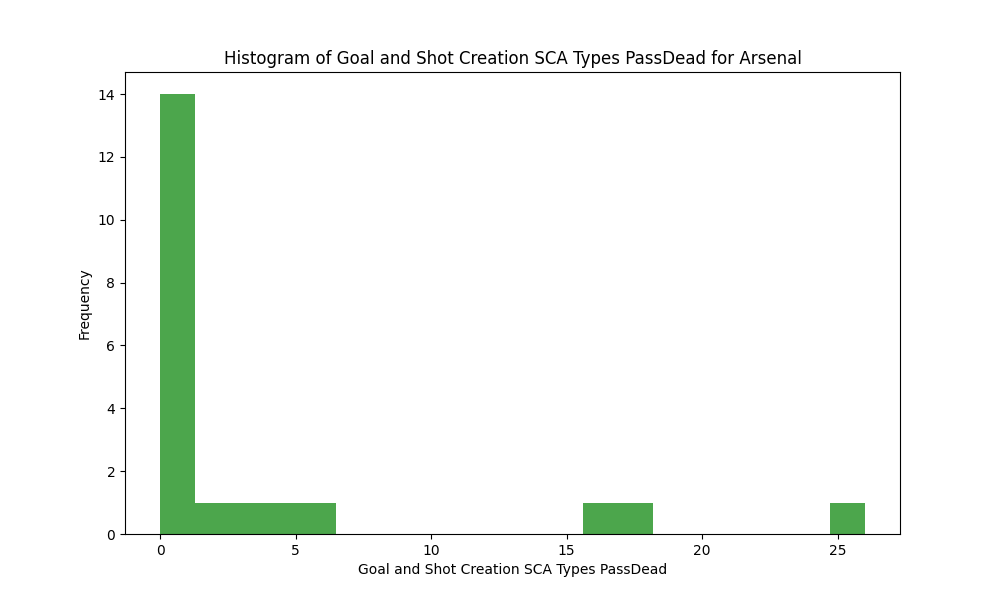 Histogram of Goal and Shot Creation SCA Types PassDead for Arsenal
14
12
10
8
6
4
2
0
Frequency
0 5 10 15 20 25
Goal and Shot Creation SCA Types PassDead